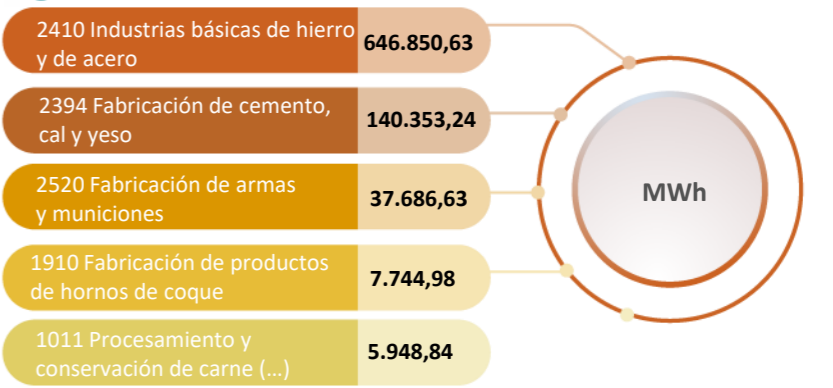 2410 Industrias básicas de hierro
y de acero
646.850,63
2394 Fabricación de cemento,
cal y yeso
140.353,24
2520 Fabricación de armas
y municiones
37.686,63
1910 Fabricación de productos
de hornos de coque
7.744,98
1011 Procesamiento y
conservación de carne (...)
5.948,84
MWh